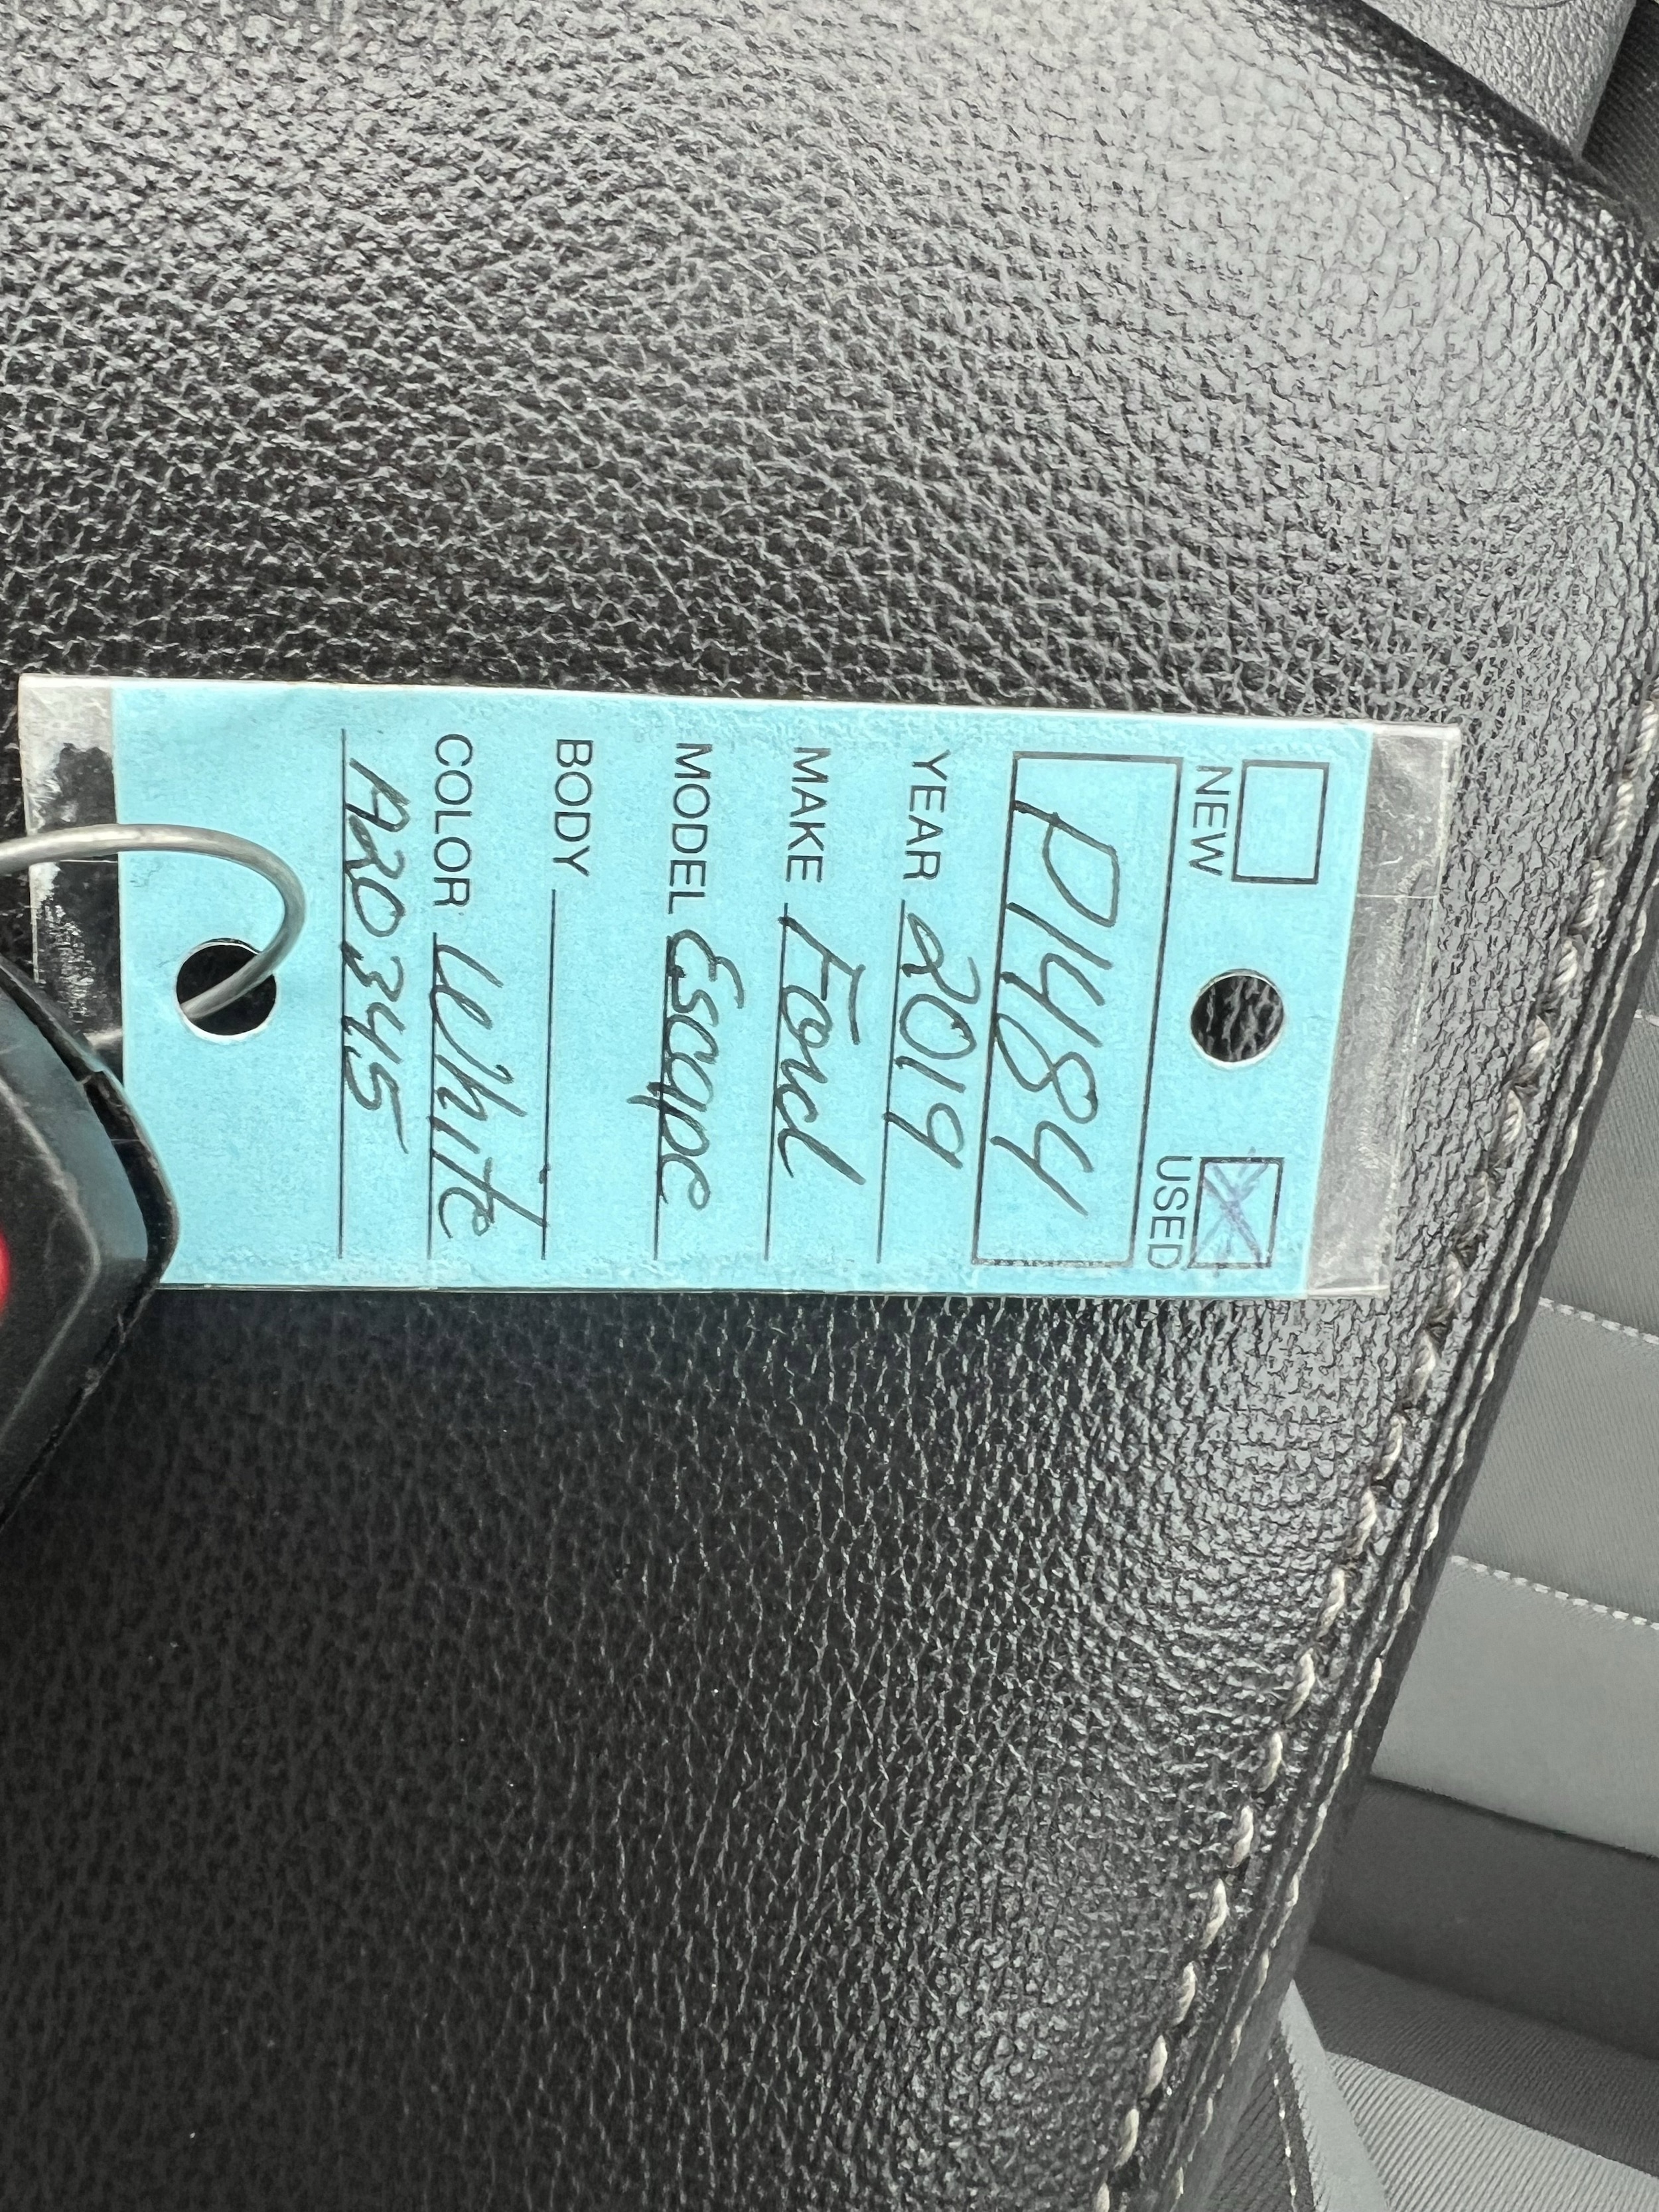 NEW USED
P1484
YEAR 2019
MAKE Ford
MODEL Escape
BODY
COLOR White
A20345